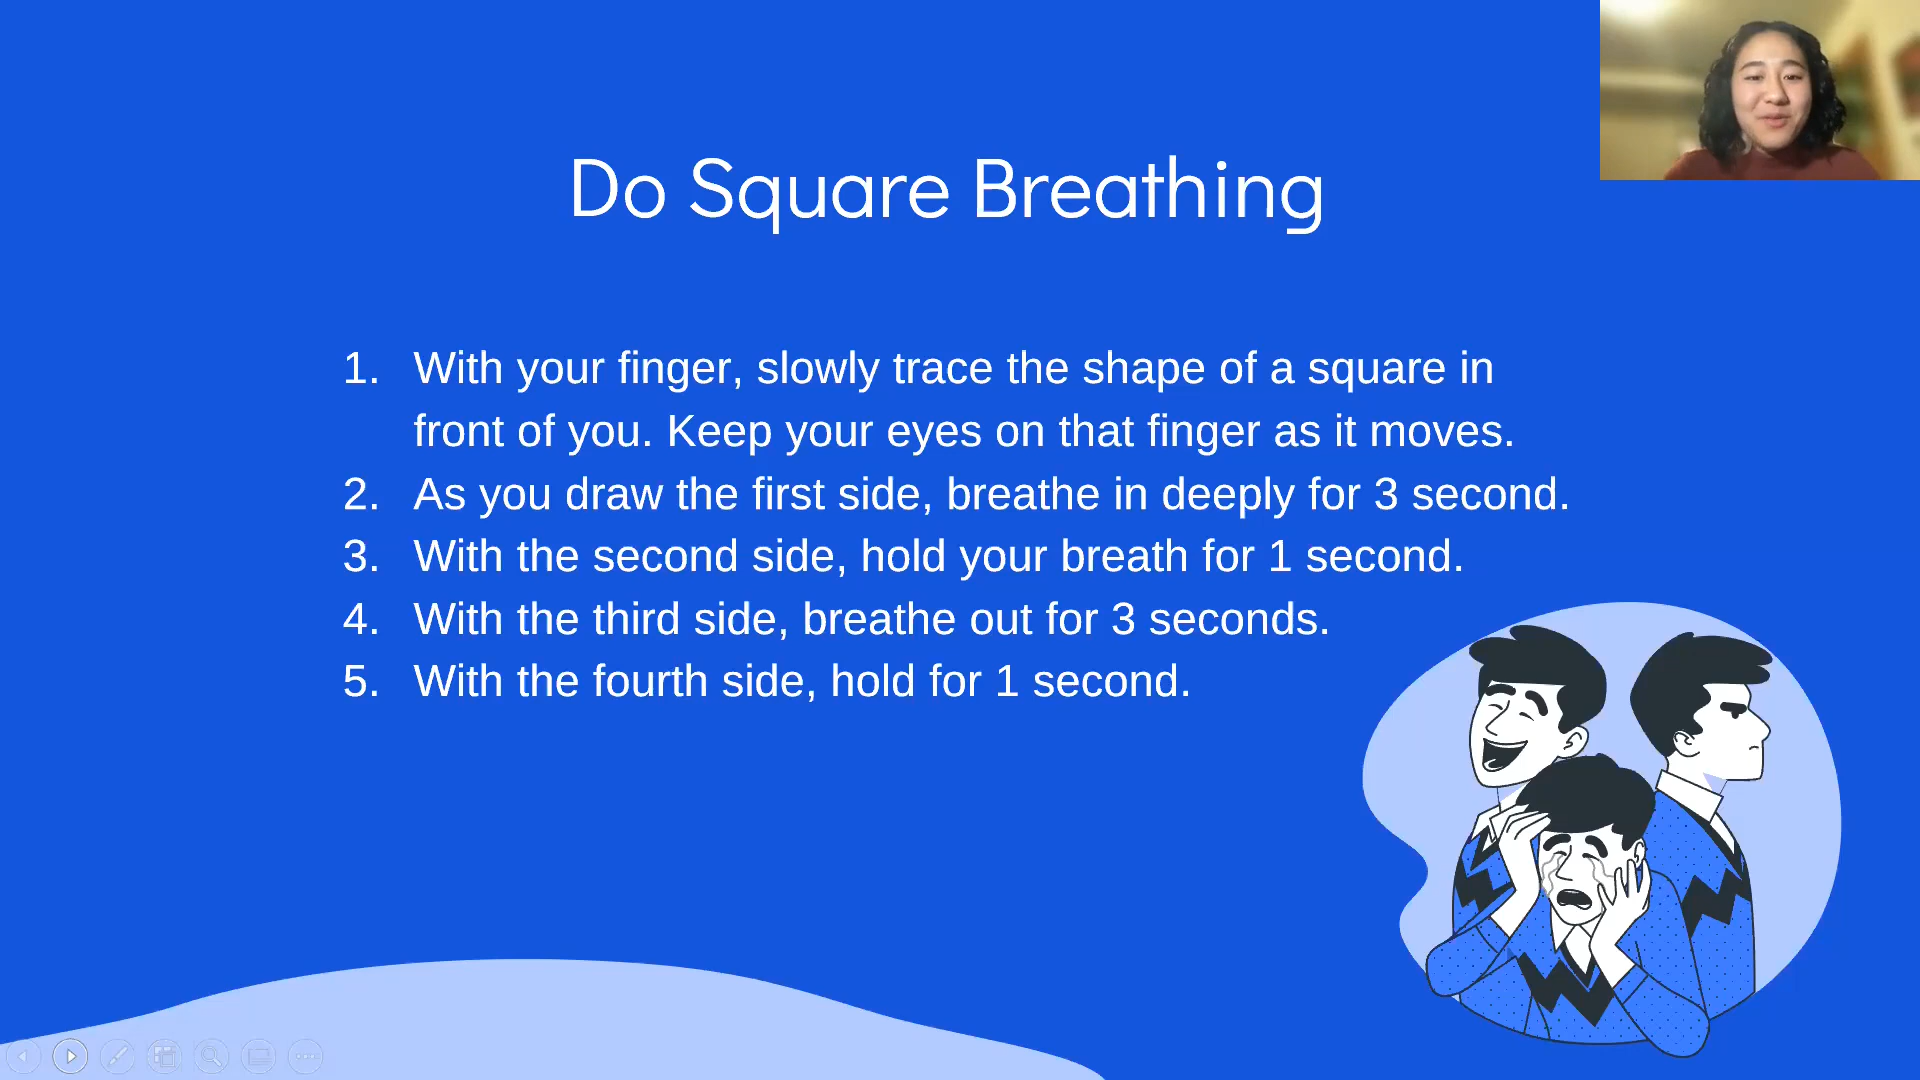 Do Square Breathing
1. With your finger, slowly trace the shape of a square in
front of you. Keep your eyes on that finger as it moves.
2. As you draw the first side, breathe in deeply for 3 second.
3. With the second side, hold your breath for 1 second.
4. With the third side, breathe out for 3 seconds.
5. With the fourth side, hold for 1 second.